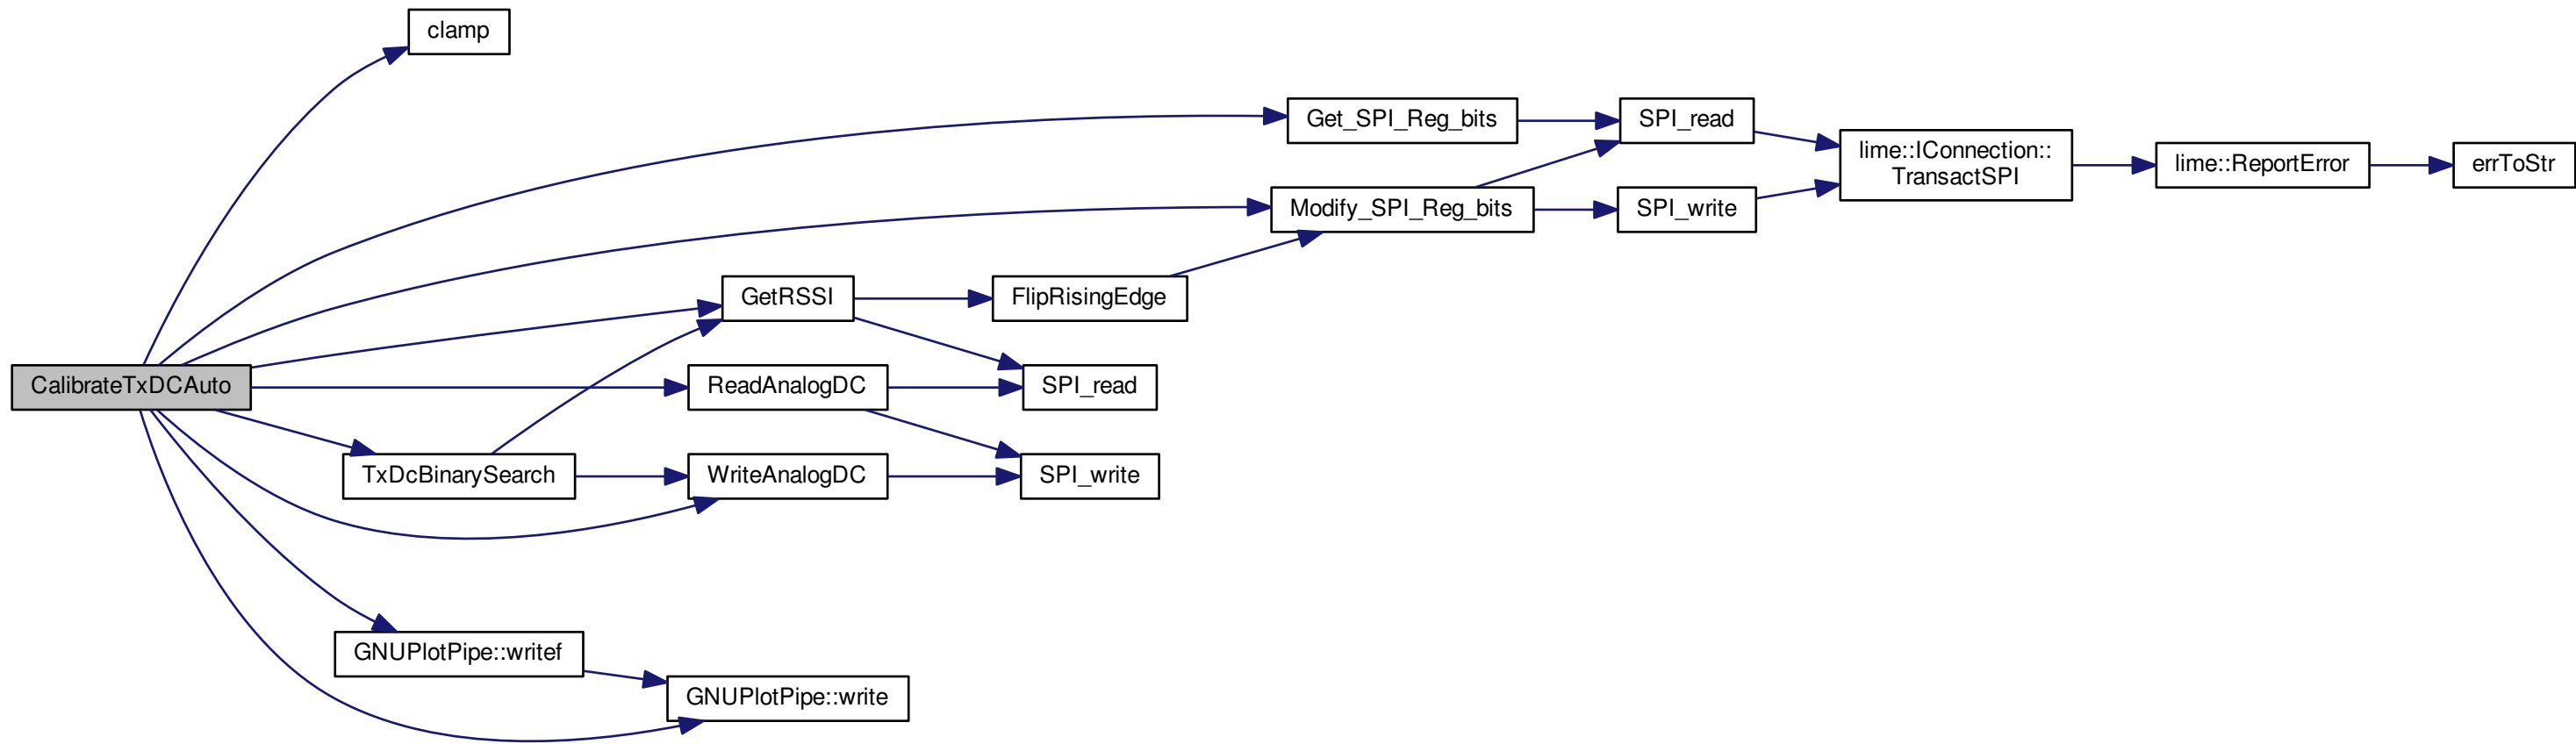 clamp
Get_SPI_Reg_bits
SPI_read
lime::IConnection::
TransactSPI
lime::ReportError
errToStr
Modify_SPI_Reg_bits
SPI_write
GetRSSI
FlipRisingEdge
CalibrateTxDCAuto
ReadAnalogDC
SPI_read
TxDcBinarySearch
WriteAnalogDC
SPI_write
GNUPlotPipe::writef
GNUPlotPipe::write